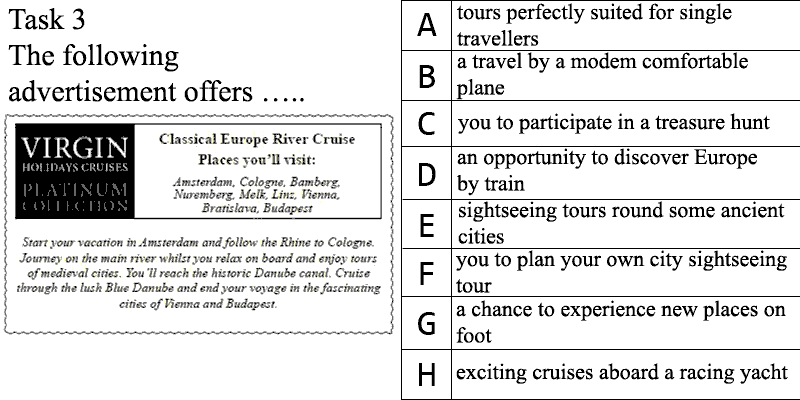 Task 3
The following
advertisement offers …..
VIRGIN
HOLIDAYS CRUISES
PLATINUM
COLLECTION
Classical Europe River Cruise
Places you'll visit:
Amsterdam, Cologne, Bamberg,
Nuremberg, Melk, Linz, Vienna,
Bratislava, Budapest
Start your vacation in Amsterdam and follow the Rhine to Cologne.
Journey on the main river whilst you relax on board and enjoy tours
of medieval cities. You'll reach the historic Danube canal. Cruise
through the lush Blue Danube and end your voyage in the fascinating
cities of Vienna and Budapest.
A tours perfectly suited for single
travellers
B a travel by a modem comfortable
plane
C you to participate in a treasure hunt
D an opportunity to discover Europe
by train
E sightseeing tours round some ancient
cities
F you to plan your own city sightseeing
tour
G a chance to experience new places on
foot
H exciting cruises aboard a racing yacht